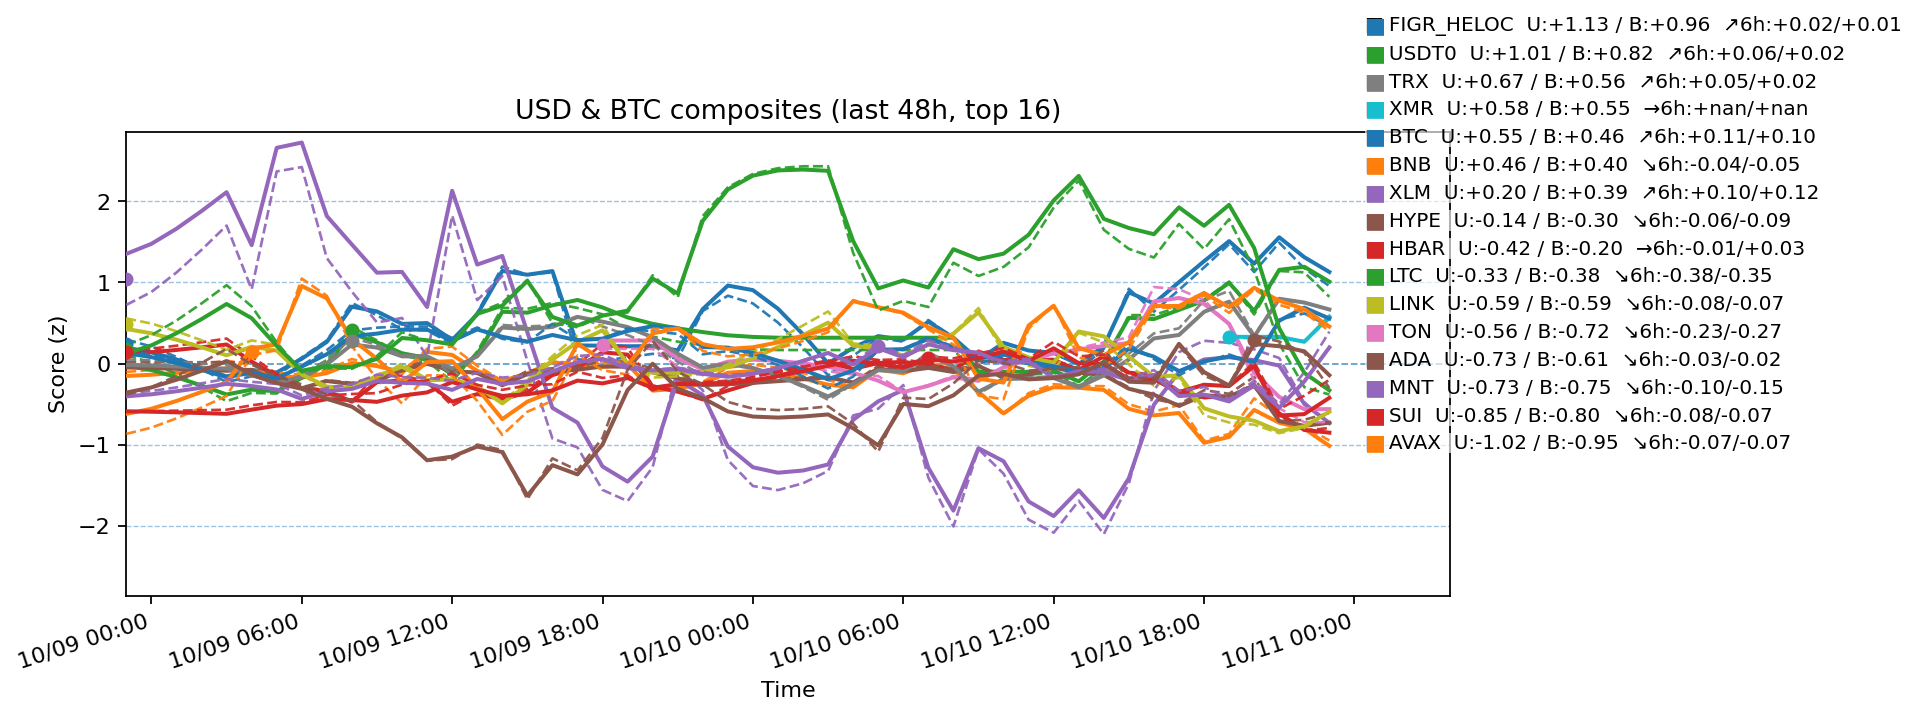 FIGR_HELOC U:+1.13 / B:+0.96 ↗6h:+0.02/+0.01
USDT0 U:+1.01 / B:+0.82 ↗6h:+0.06/+0.02
TRX U:+0.67 / B:+0.56 ↗6h:+0.05/+0.02
XMR U:+0.58 / B:+0.55 →6h:+nan/+nan
BTC U:+0.55 / B:+0.46 ↗6h:+0.11/+0.10
BNB U:+0.46 / B:+0.40 ↘6h:-0.04/-0.05
XLM U:+0.20 / B:+0.39 ↗6h:+0.10/+0.12
HYPE U:-0.14 / B:-0.30 ↘6h:-0.06/-0.09
HBAR U:-0.42 / B:-0.20 →6h:-0.01/+0.03
LTC U:-0.33 / B:-0.38 ↘6h:-0.38/-0.35
LINK U:-0.59 / B:-0.59 ↘6h:-0.08/-0.07
TON U:-0.56 / B:-0.72 ↘6h:-0.23/-0.27
ADA U:-0.73 / B:-0.61 ↘6h:-0.03/-0.02
MNT U:-0.73 / B:-0.75 ↘6h:-0.10/-0.15
SUI U:-0.85 / B:-0.80 ↘6h:-0.08/-0.07
AVAX U:-1.02 / B:-0.95 ↘6h:-0.07/-0.07
USD & BTC composites (last 48h, top 16)
Score (z)
2
1
0
−1
−2
10/09 00:00
10/09 06:00
10/09 12:00
10/09 18:00
10/10 00:00
10/10 06:00
10/10 12:00
10/10 18:00
10/11 00:00
Time